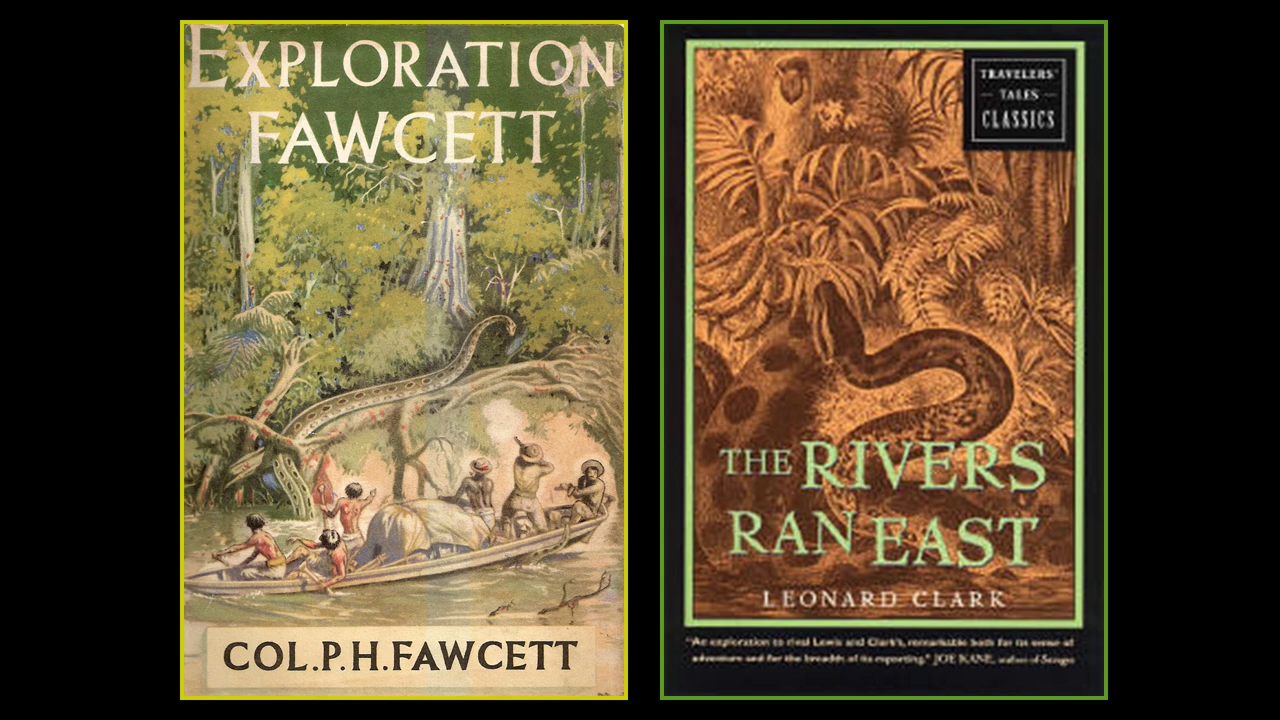 EXPLORATION
FAWCETT
COL.P.H.FAWCETT
TRAVELERS'
TALES
CLASSICS
THE RIVERS
RAN EAST
LEONARD CLARK
"An exploration to rival Lewis and Clark's, remarkable both for its sense of
adventure and for the breadth of its reporting." JOE KANE, author of Savages